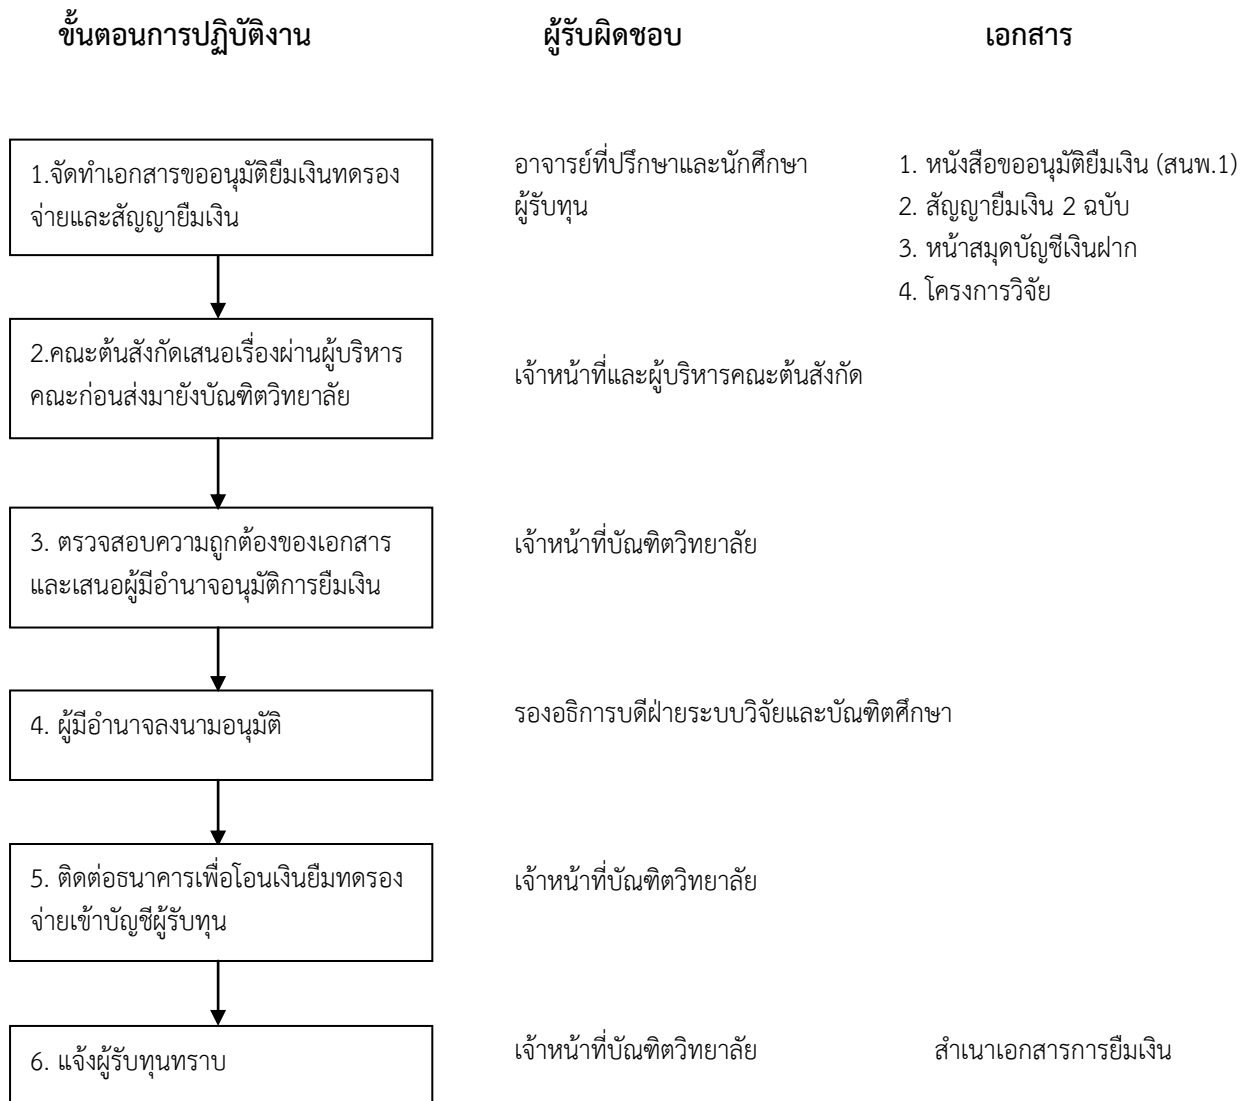 ขั้นตอนการปฏิบัติงาน
ผู้รับผิดชอบ
เอกสาร
1.จัดทำเอกสารขออนุมัติยืมเงินทดรอง
จ่ายและสัญญายืมเงิน
อาจารย์ที่ปรึกษาและนักศึกษา
ผู้รับทุน
1. หนังสือขออนุมัติยืมเงิน (สนพ.1)
2. สัญญายืมเงิน 2 ฉบับ
3. หน้าสมุดบัญชีเงินฝาก
4. โครงการวิจัย
2.คณะต้นสังกัดเสนอเรื่องผ่านผู้บริหาร
คณะก่อนส่งมายังบัณฑิตวิทยาลัย
เจ้าหน้าที่และผู้บริหารคณะต้นสังกัด
3. ตรวจสอบความถูกต้องของเอกสาร
และเสนอผู้มีอำนาจอนุมัติการยืมเงิน
เจ้าหน้าที่บัณฑิตวิทยาลัย
4. ผู้มีอำนาจลงนามอนุมัติ
รองอธิการบดีฝ่ายระบบวิจัยและบัณฑิตศึกษา
5. ติดต่อธนาคารเพื่อโอนเงินยืมทดรอง
จ่ายเข้าบัญชีผู้รับทุน
เจ้าหน้าที่บัณฑิตวิทยาลัย
6. แจ้งผู้รับทุนทราบ
เจ้าหน้าที่บัณฑิตวิทยาลัย
สำเนาเอกสารการยืมเงิน